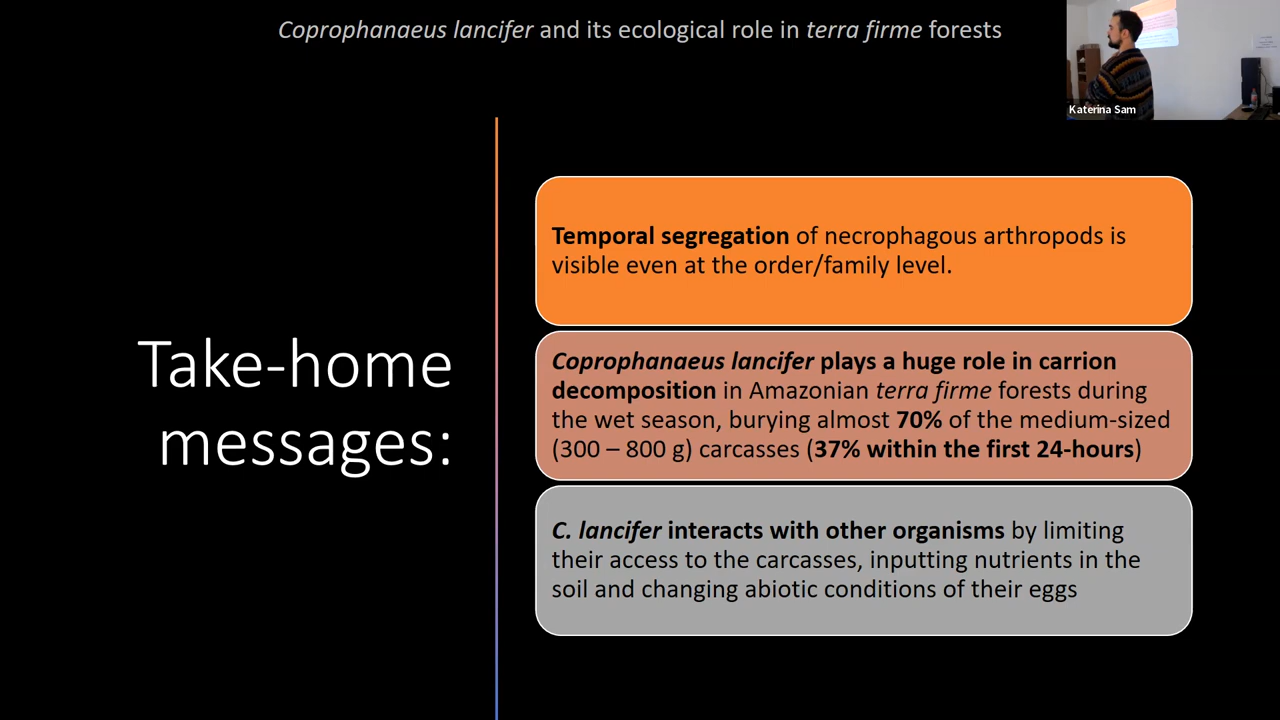 Coprophanaeus lancifer and its ecological role in terra firme forests
Katerina Sam
Take-home
messages:
Temporal segregation of necrophagous arthropods is
visible even at the order/family level.
Coprophanaeus lancifer plays a huge role in carrion
decomposition in Amazonian terra firme forests during
the wet season, burying almost 70% of the medium-sized
(300 – 800 g) carcasses (37% within the first 24-hours)
C. lancifer interacts with other organisms by limiting
their access to the carcasses, inputting nutrients in the
soil and changing abiotic conditions of their eggs